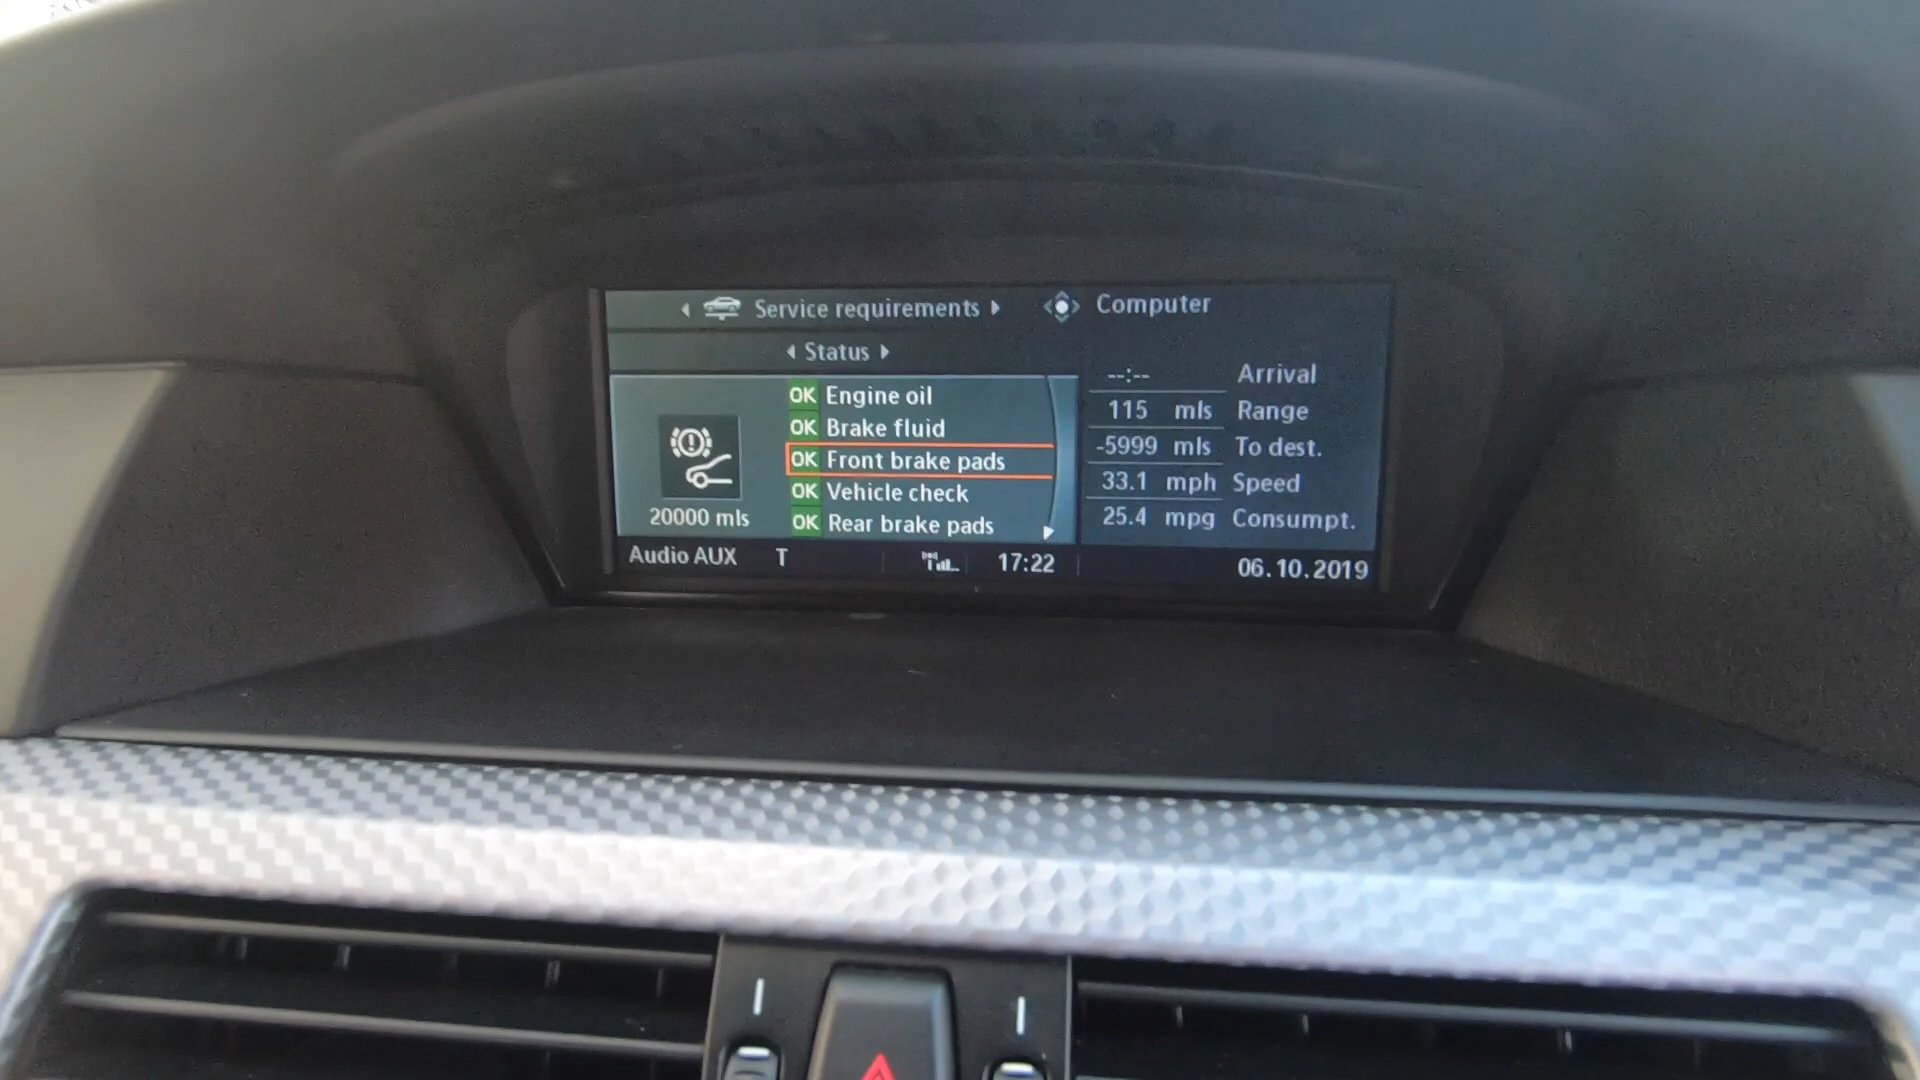 Service requirements
Status
OK Engine oil
OK Brake fluid
OK Front brake pads
OK Vehicle check
OK Rear brake pads
20000 mls
Audio AUX T 17:22
Computer
--:-- Arrival
115 mls Range
-5999 mls To dest.
33.1 mph Speed
25.4 mpg Consumpt.
06.10.2019